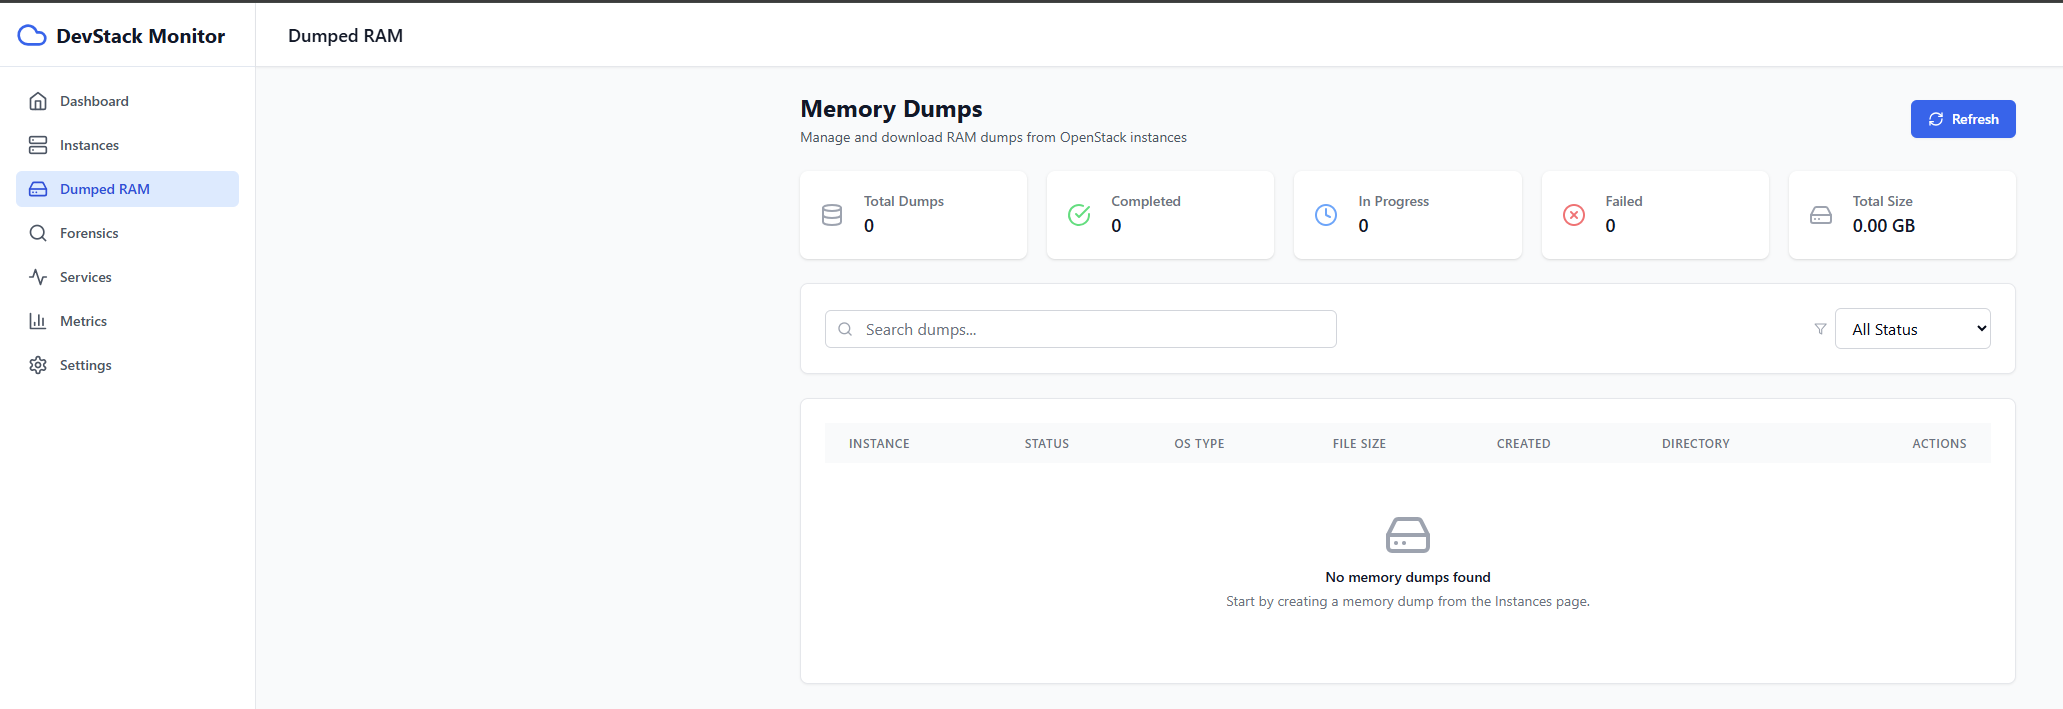 DevStack Monitor
Dumped RAM
Dashboard
Instances
Dumped RAM
Forensics
Services
Metrics
Settings
Memory Dumps
Manage and download RAM dumps from OpenStack instances
Refresh
Total Dumps
0
Completed
0
In Progress
0
Failed
0
Total Size
0.00 GB
Search dumps...
All Status
INSTANCE STATUS OS TYPE FILE SIZE CREATED DIRECTORY ACTIONS
No memory dumps found
Start by creating a memory dump from the Instances page.